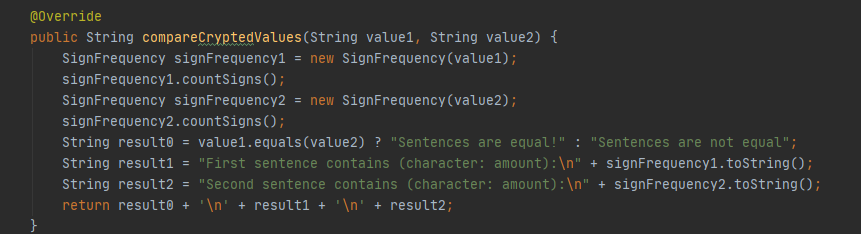 @Override
public String compareCryptedValues(String value1, String value2) {
SignFrequency signFrequency1 = new SignFrequency(value1);
signFrequency1.countSigns();
SignFrequency signFrequency2 = new SignFrequency(value2);
signFrequency2.countSigns();
String result0 = value1.equals(value2) ? "Sentences are equal!" : "Sentences are not equal";
String result1 = "First sentence contains (character: amount):\n" + signFrequency1.toString();
String result2 = "Second sentence contains (character: amount):\n" + signFrequency2.toString();
return result0 + '\n' + result1 + '\n' + result2;
}